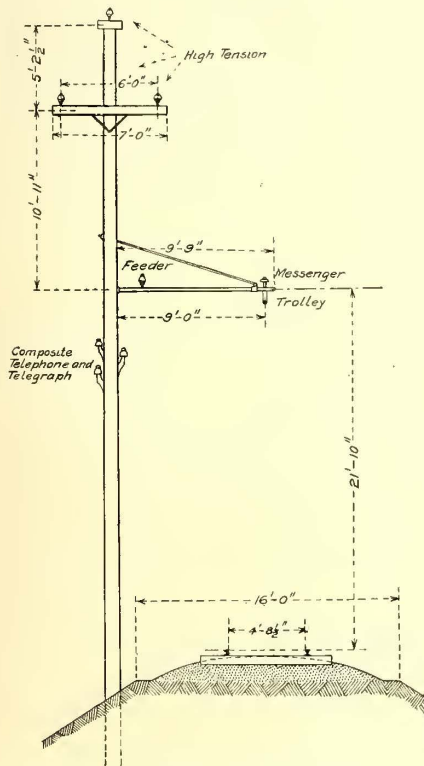 5'2½"
High Tension
6'-0"
7'-0"
10'-11"
9'-9"
Feeder
Messenger
Trolley
9'-0"
Composite
Telephone and
Telegraph
21'-10"
16'-0"
4'-8½"